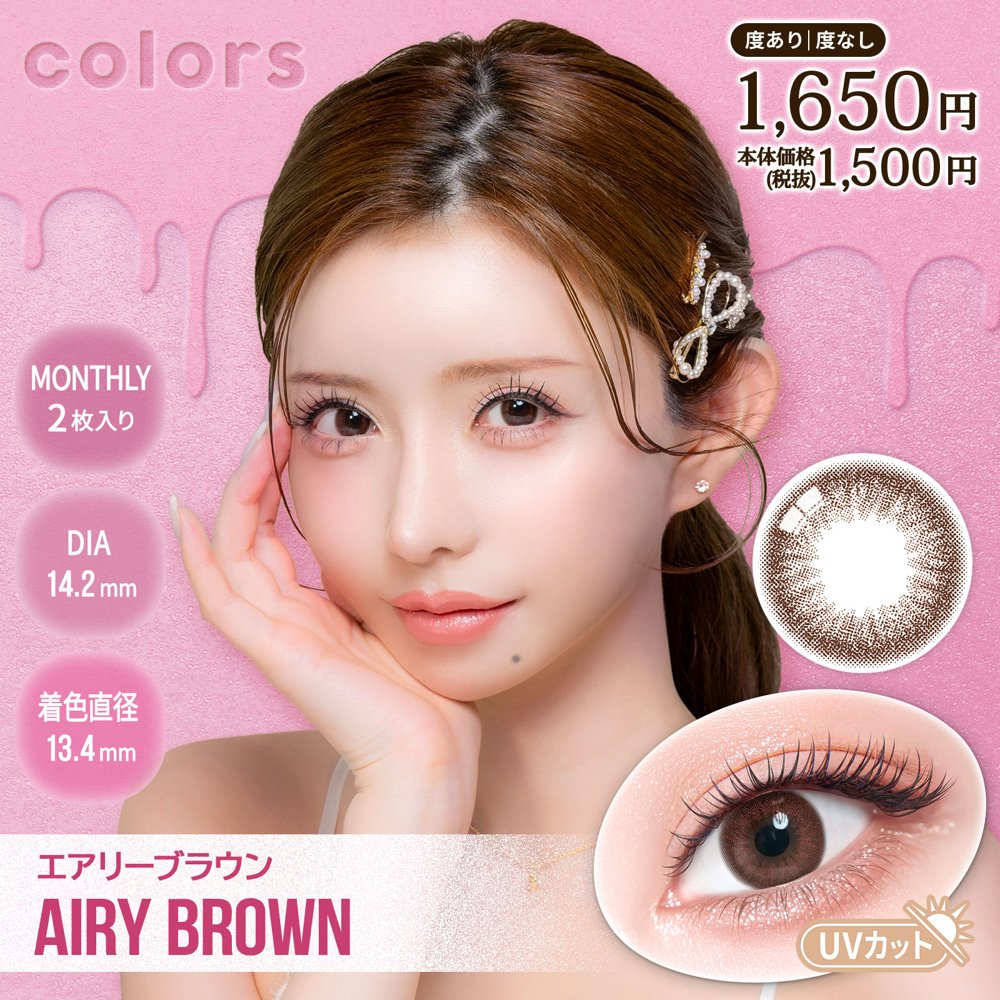 colors
度あり|度なし
1,650円
本体価格
(税抜)1,500円
MONTHLY
2枚入り
DIA
14.2mm
着色直径
13.4mm
エアリーブラウン
AIRY BROWN
UVカット